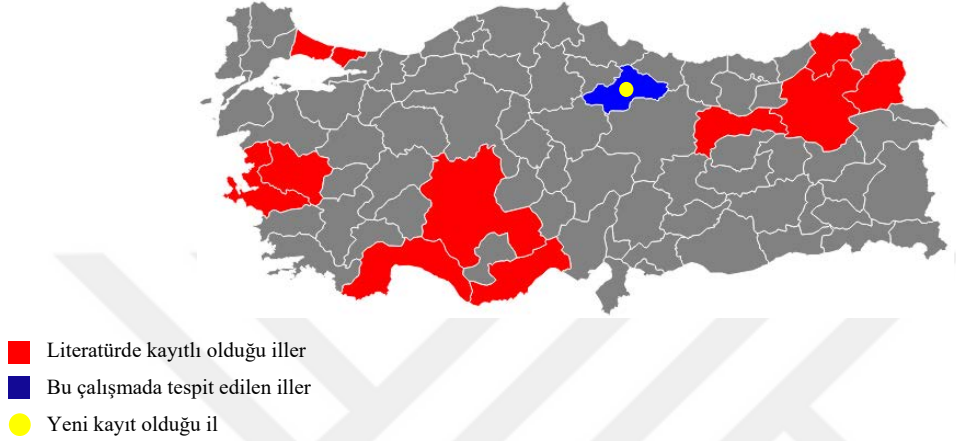 Literatürde kayıtlı olduğu iller
Bu çalışmada tespit edilen iller
Yeni kayıt olduğu il